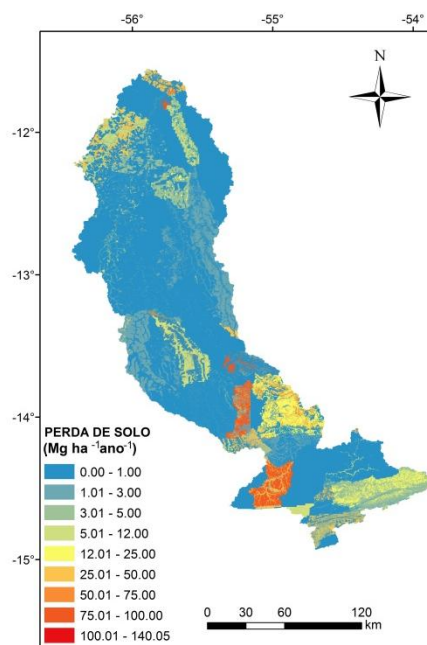 -56° -55° -54°
N
-12°
-13°
-14°
-15°
PERDA DE SOLO
(Mg ha ⁻¹ano⁻¹)
0.00 - 1.00
1.01 - 3.00
3.01 - 5.00
5.01 - 12.00
12.01 - 25.00
25.01 - 50.00
50.01 - 75.00
75.01 - 100.00
100.01 - 140.05
0 30 60 120
km